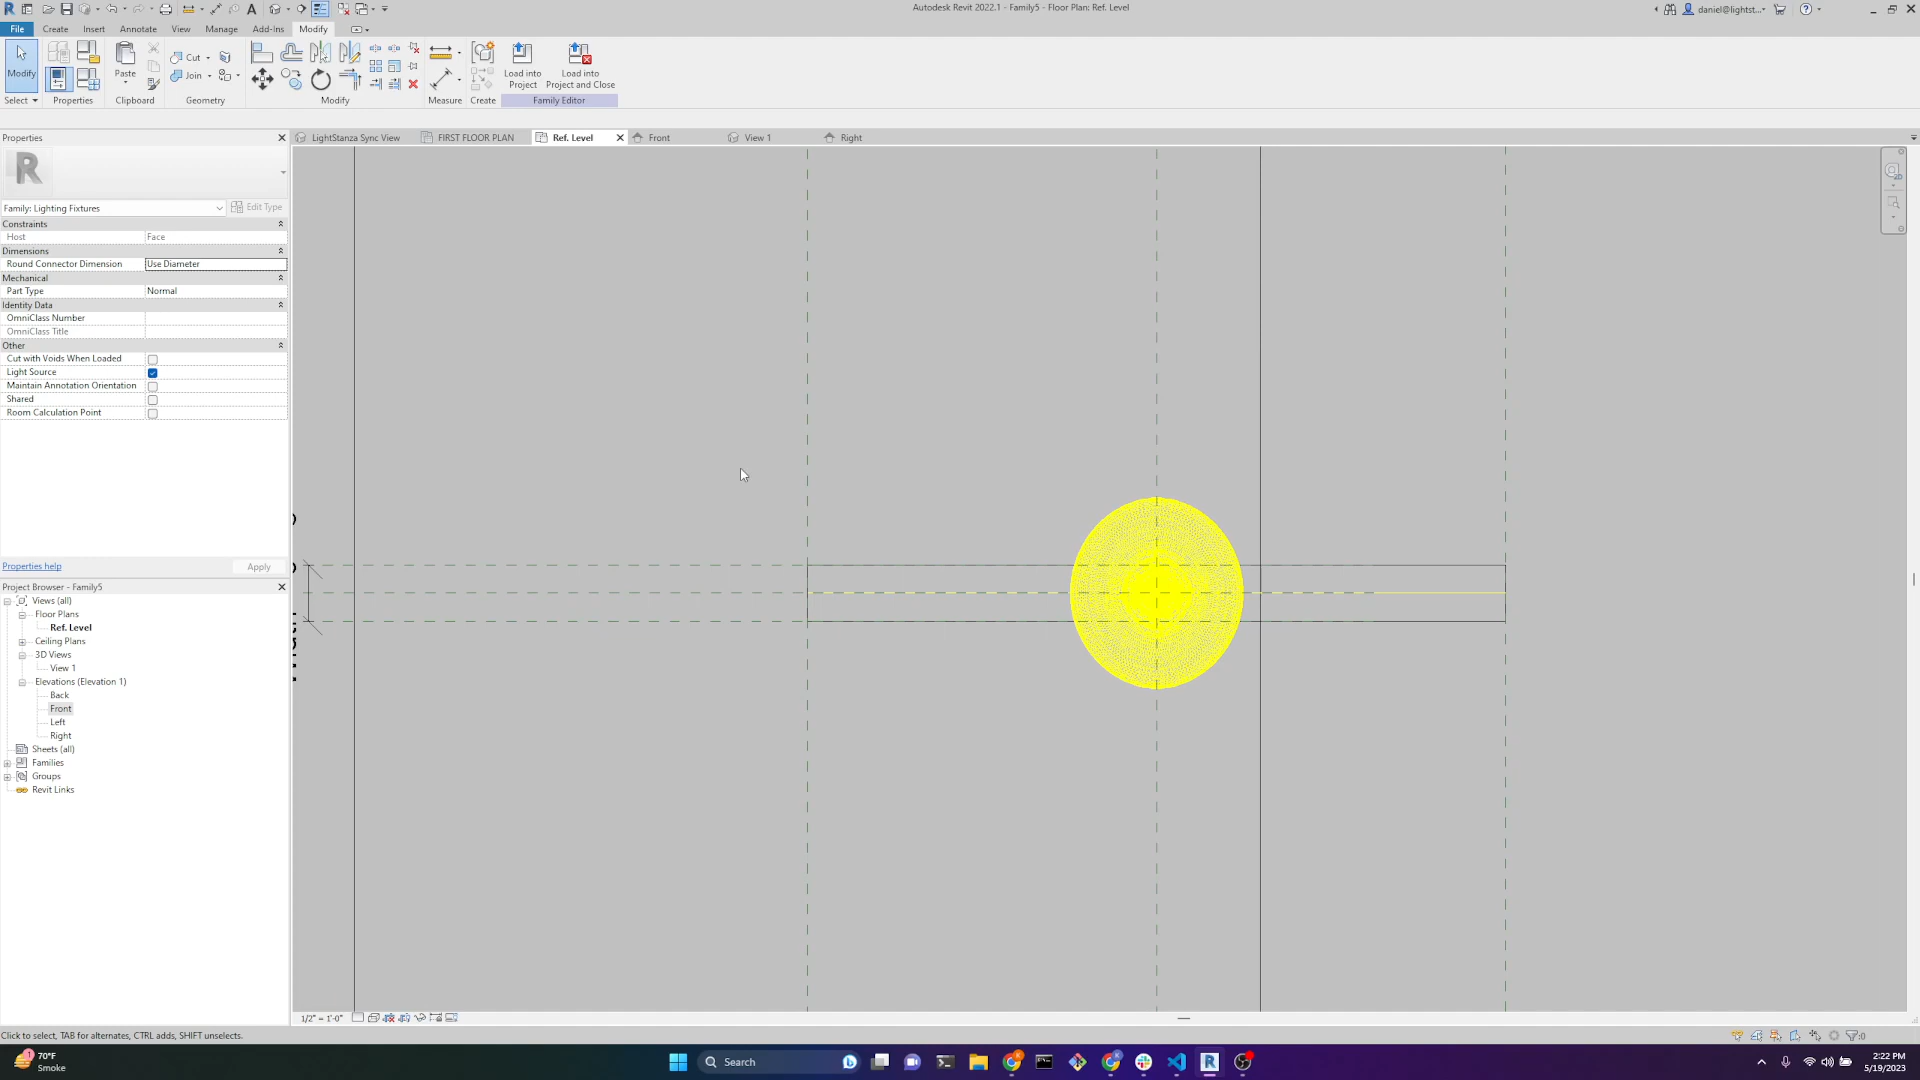 Autodesk Revit 2022.1 - Family5 - Floor Plan: Ref. Level
daniel@lightst...
File Create Insert Annotate View Manage Add-Ins Modify
Modify
Paste
Cut
Join
Load into Project
Load into Project and Close
Select Properties Clipboard Geometry Modify Measure Create Family Editor
Properties
LightStanza Sync View FIRST FLOOR PLAN Ref. Level Front View 1 Right
R
Family: Lighting Fixtures Edit Type
Constraints
Host Face
Dimensions
Round Connector Dimension Use Diameter
Mechanical
Part Type Normal
Identity Data
OmniClass Number
OmniClass Title
Other
Cut with Voids When Loaded
Light Source
Maintain Annotation Orientation
Shared
Room Calculation Point
Properties help Apply
Project Browser - Family5
Views (all)
Floor Plans
Ref. Level
Ceiling Plans
3D Views
View 1
Elevations (Elevation 1)
Back
Front
Left
Right
Sheets (all)
Families
Groups
Revit Links
1/2" = 1'-0"
Click to select, TAB for alternates, CTRL adds, SHIFT unselects.
:0
70°F
Smoke
Search
2:22 PM
5/19/2023